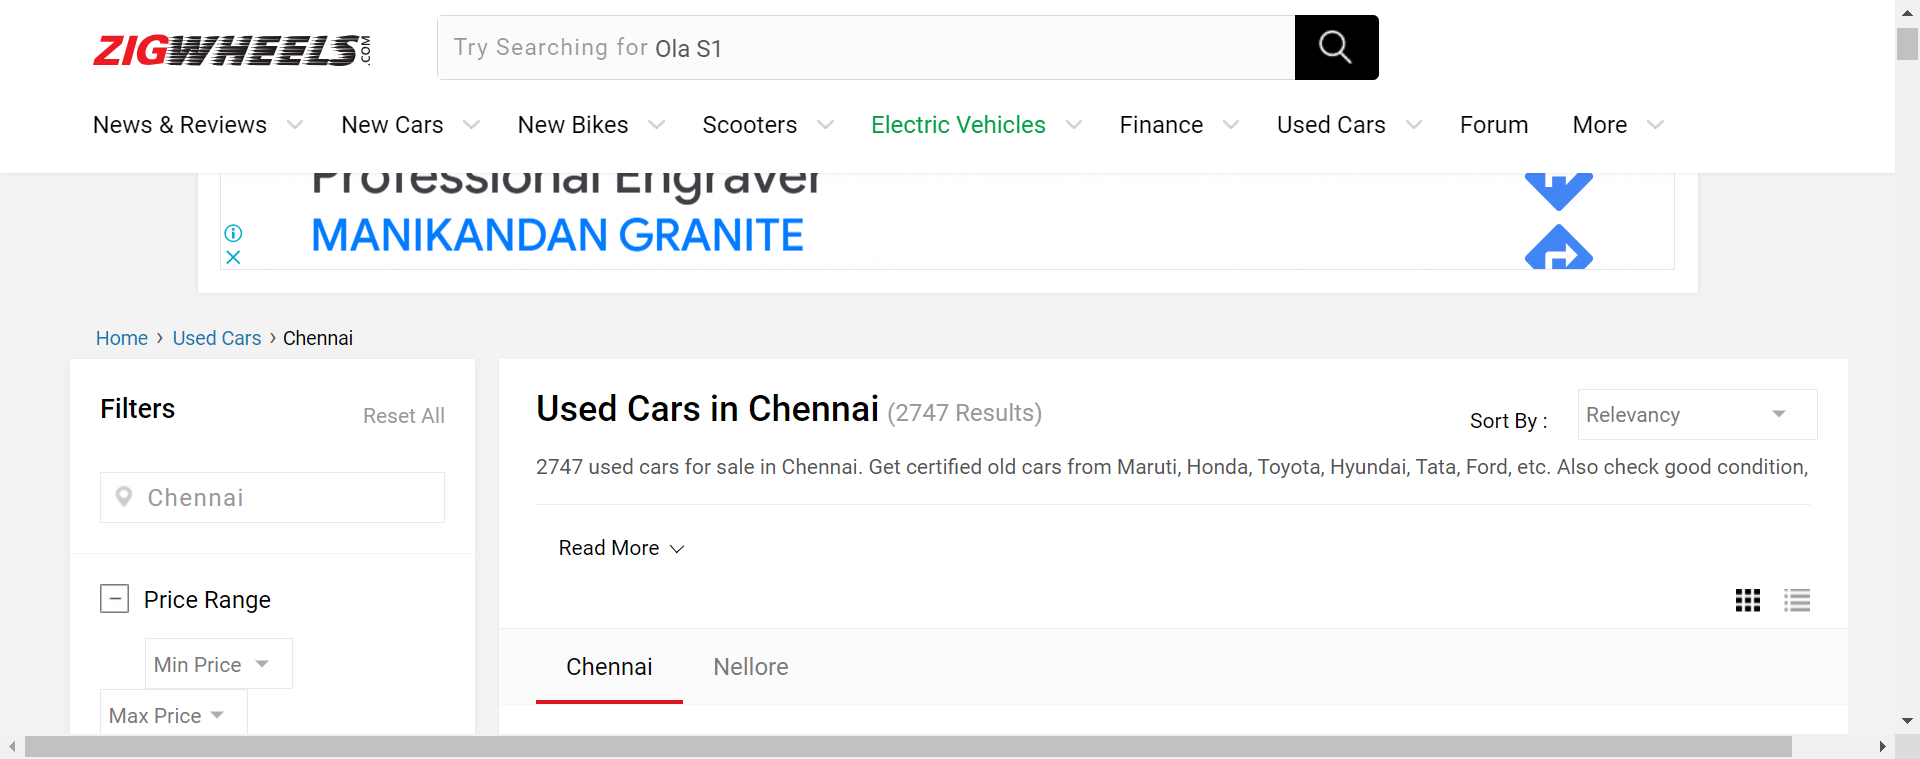 ZIGWHEELS.COM
Try Searching for Ola S1
News & Reviews New Cars New Bikes Scooters Electric Vehicles Finance Used Cars Forum More
Professional Engraver
MANIKANDAN GRANITE
Home › Used Cars › Chennai
Filters
Reset All
Chennai
Price Range
Min Price
Max Price
Used Cars in Chennai (2747 Results)
Sort By : Relevancy
2747 used cars for sale in Chennai. Get certified old cars from Maruti, Honda, Toyota, Hyundai, Tata, Ford, etc. Also check good condition,
Read More
Chennai Nellore